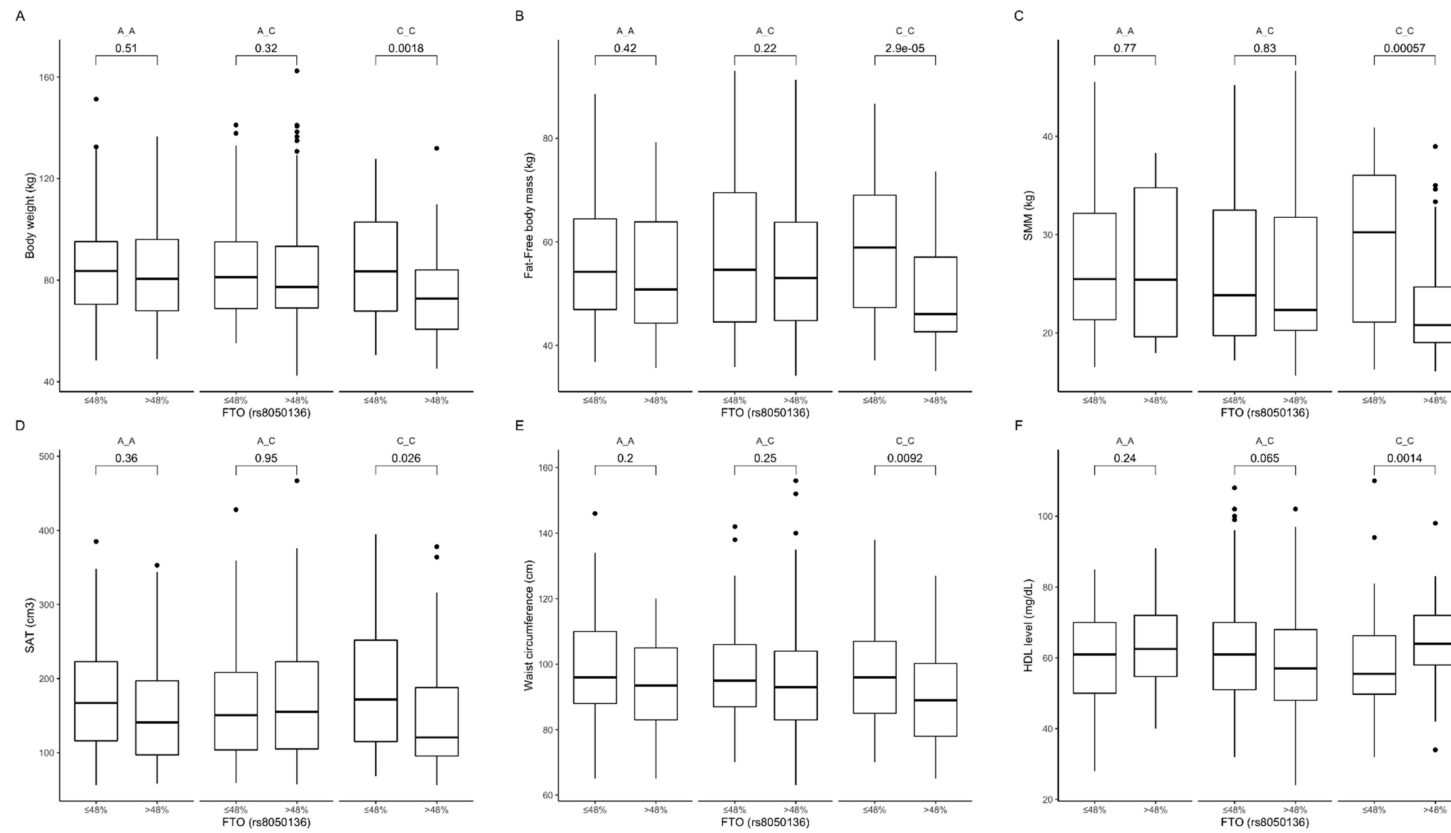 A
A_A
A_C
C_C
0.51
0.32
0.0018
Body weight (kg)
160
120
80
40
≤48%
>48%
≤48%
>48%
≤48%
>48%
FTO (rs8050136)
B
A_A
A_C
C_C
0.42
0.22
2.9e-05
Fat-Free body mass (kg)
80
60
40
≤48%
>48%
≤48%
>48%
≤48%
>48%
FTO (rs8050136)
C
A_A
A_C
C_C
0.77
0.83
0.00057
SMM (kg)
40
30
20
≤48%
>48%
≤48%
>48%
≤48%
>48%
FTO (rs8050136)
D
A_A
A_C
C_C
0.36
0.95
0.026
SAT (cm3)
500
400
300
200
100
≤48%
>48%
≤48%
>48%
≤48%
>48%
FTO (rs8050136)
E
A_A
A_C
C_C
0.2
0.25
0.0092
Waist circumference (cm)
160
140
120
100
80
60
≤48%
>48%
≤48%
>48%
≤48%
>48%
FTO (rs8050136)
F
A_A
A_C
C_C
0.24
0.065
0.0014
HDL level (mg/dL)
100
80
60
40
20
≤48%
>48%
≤48%
>48%
≤48%
>48%
FTO (rs8050136)